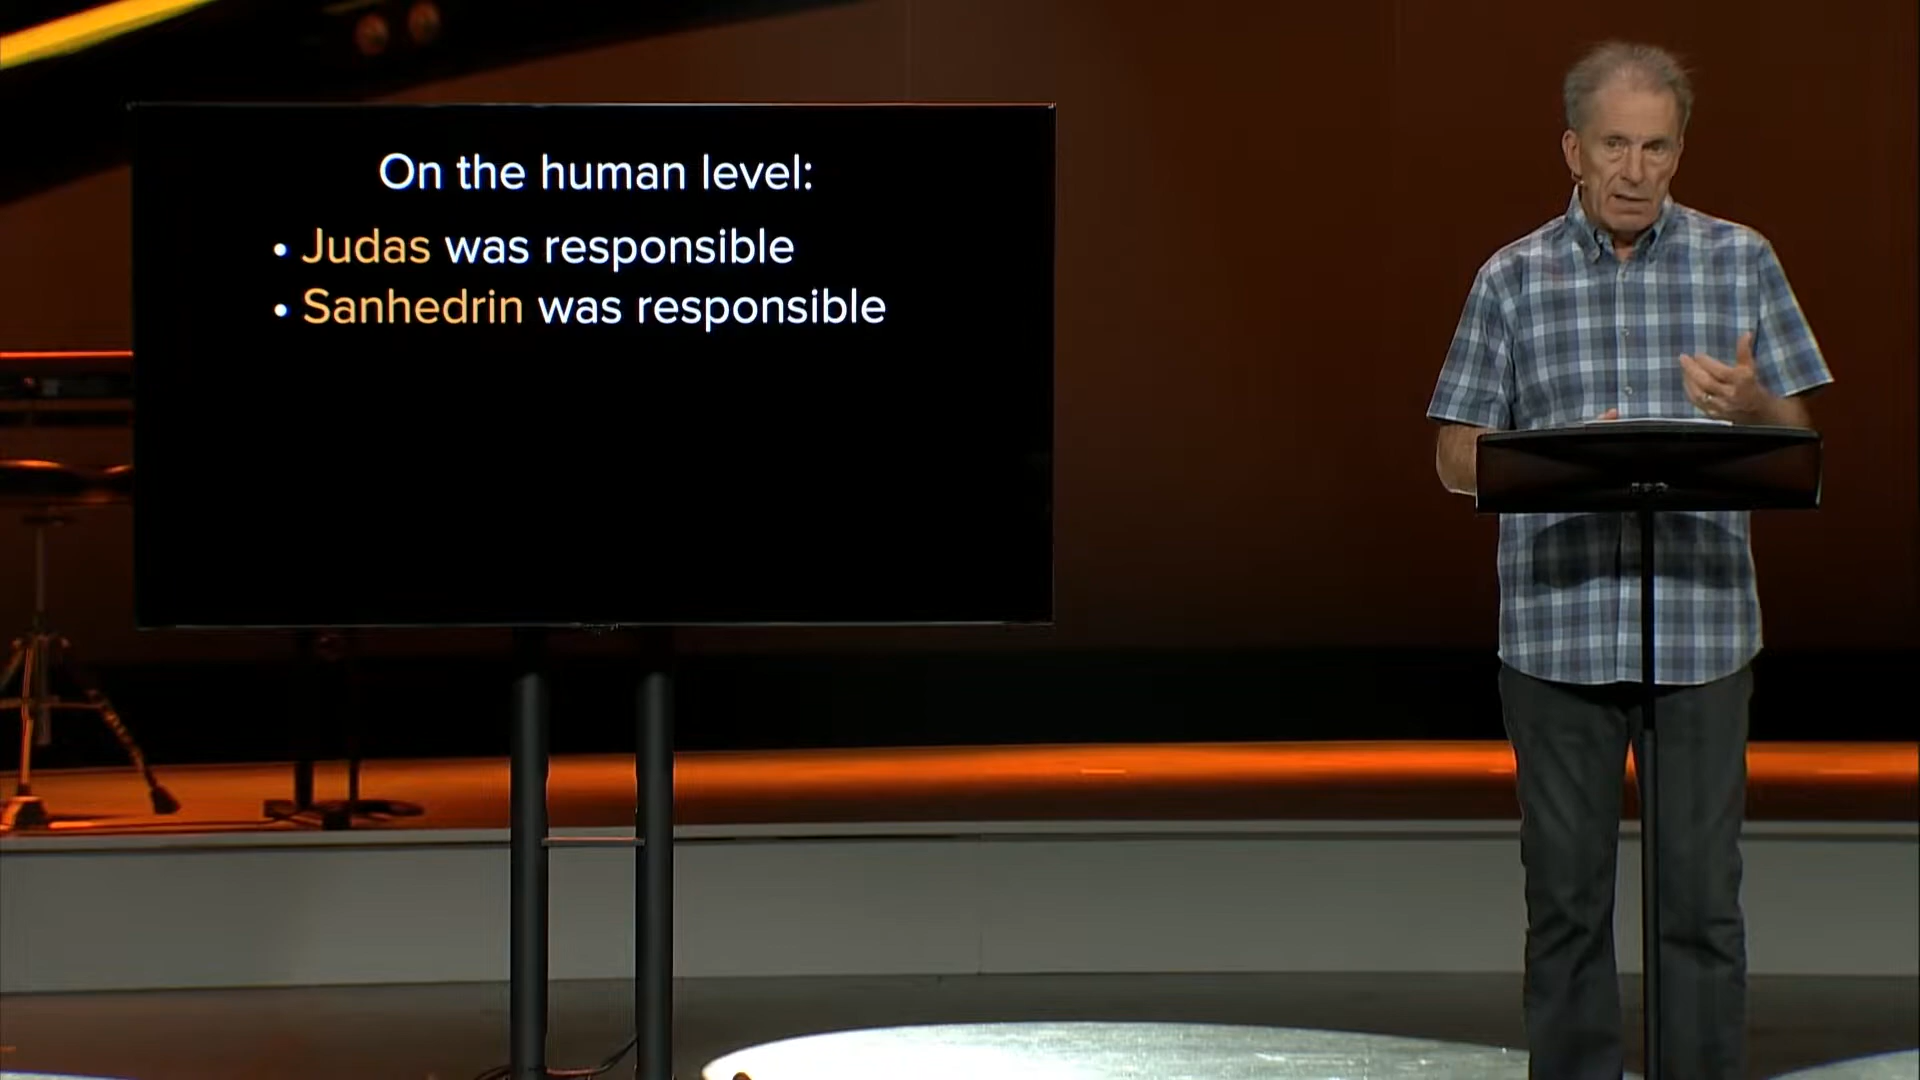 On the human level:
• Judas was responsible
• Sanhedrin was responsible